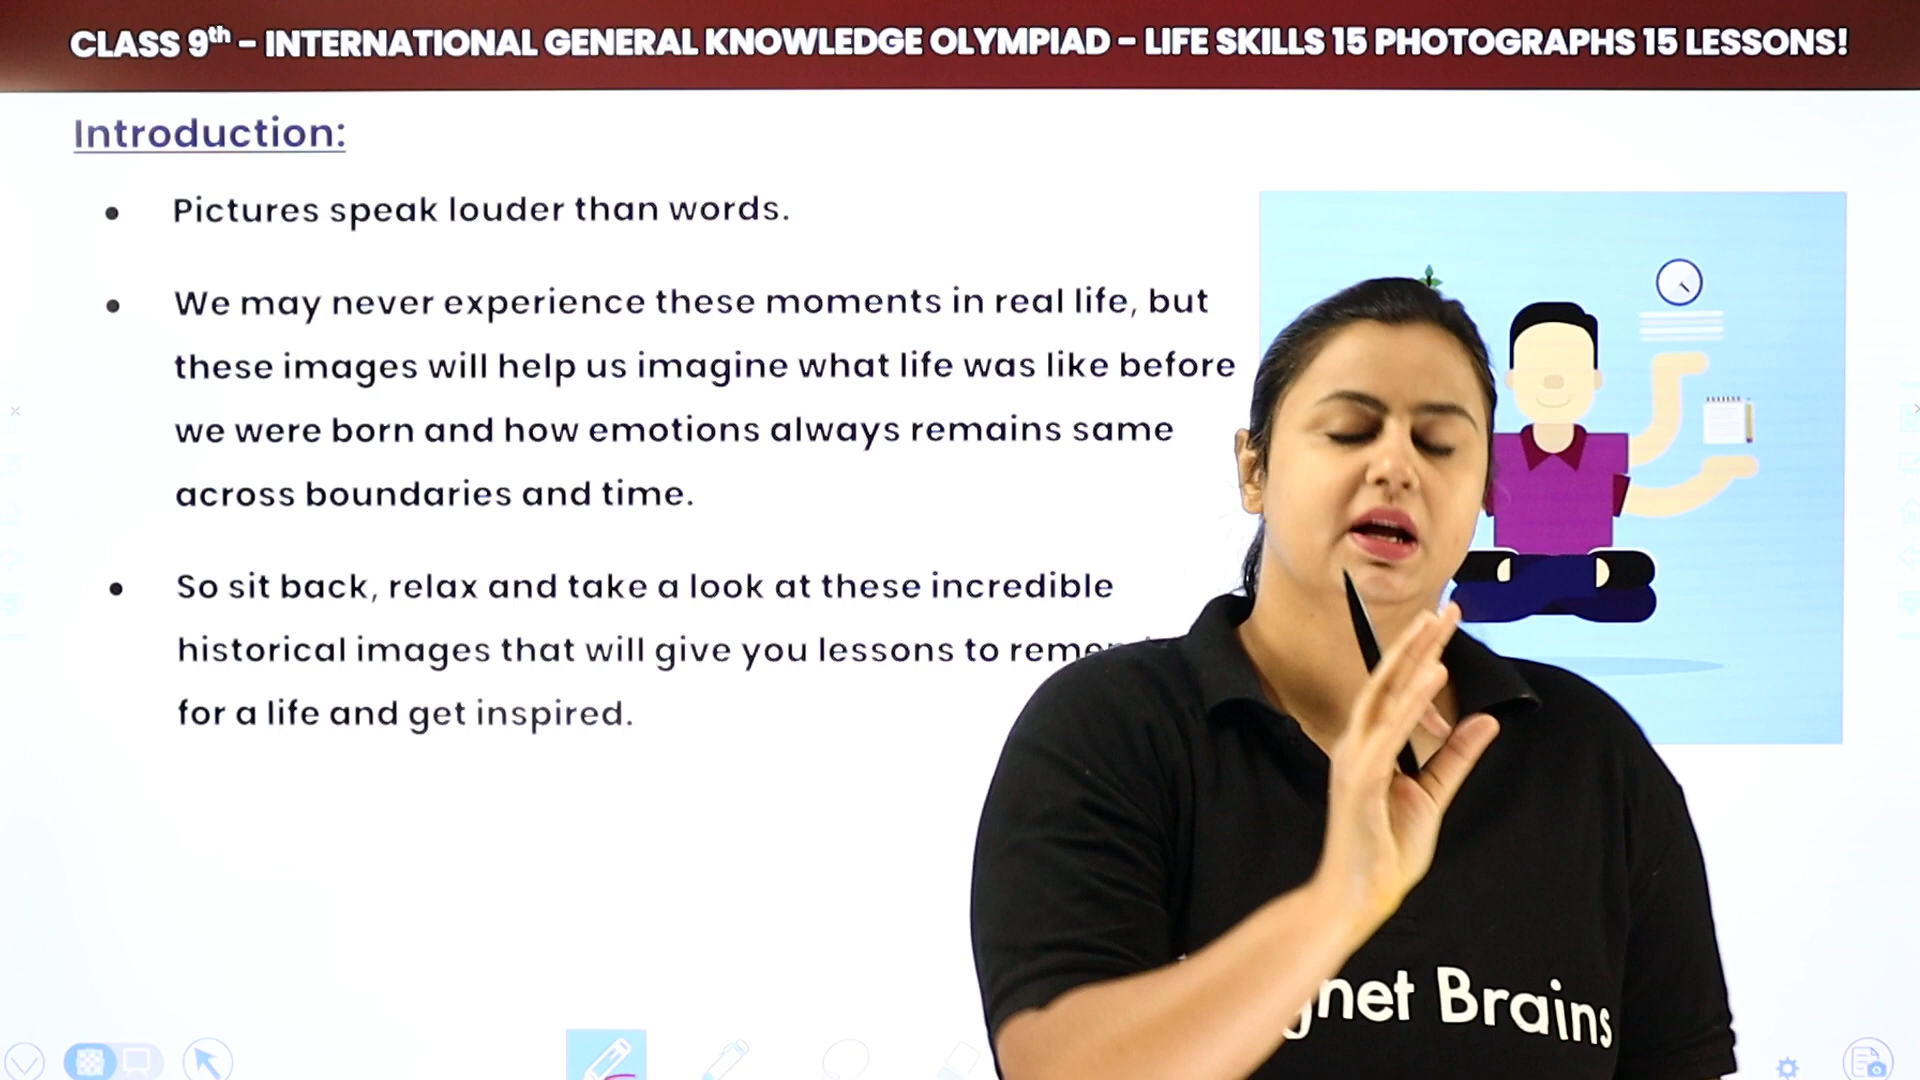 CLASS 9th - INTERNATIONAL GENERAL KNOWLEDGE OLYMPIAD - LIFE SKILLS 15 PHOTOGRAPHS 15 LESSONS!
Introduction:
• Pictures speak louder than words.
• We may never experience these moments in real life, but
these images will help us imagine what life was like before
we were born and how emotions always remains same
across boundaries and time.
• So sit back, relax and take a look at these incredible
historical images that will give you lessons to
for a life and get inspired.
Brains